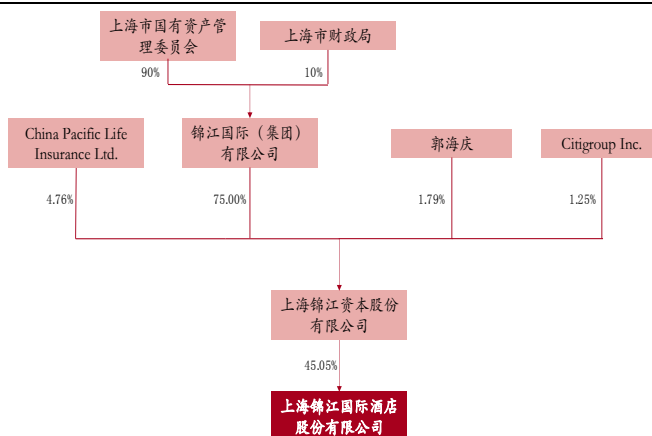 上海市国有资产管
理委员会
上海市财政局
90%
10%
China Pacific Life
Insurance Ltd.
锦江国际（集团）
有限公司
郭海庆
Citigroup Inc.
4.76%
75.00%
1.79%
1.25%
上海锦江资本股份
有限公司
45.05%
上海锦江国际酒店
股份有限公司